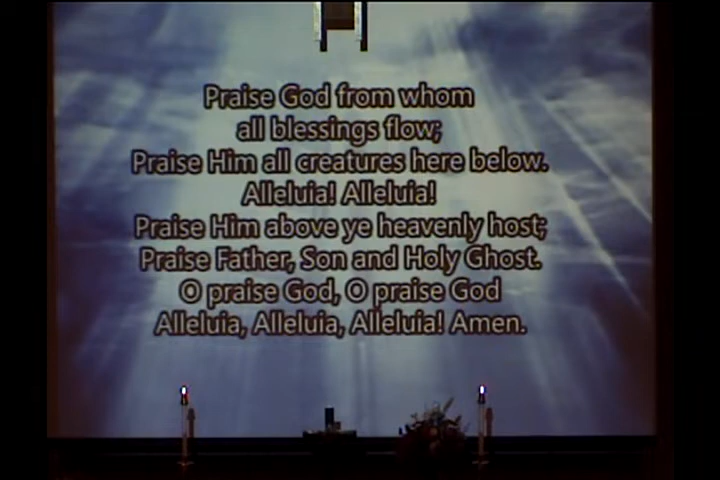 Praise God from whom
all blessings flow;
Praise Him all creatures here below.
Alleluia! Alleluia!
Praise Him above ye heavenly host;
Praise Father, Son and Holy Ghost.
O praise God, O praise God
Alleluia, Alleluia, Alleluia! Amen.